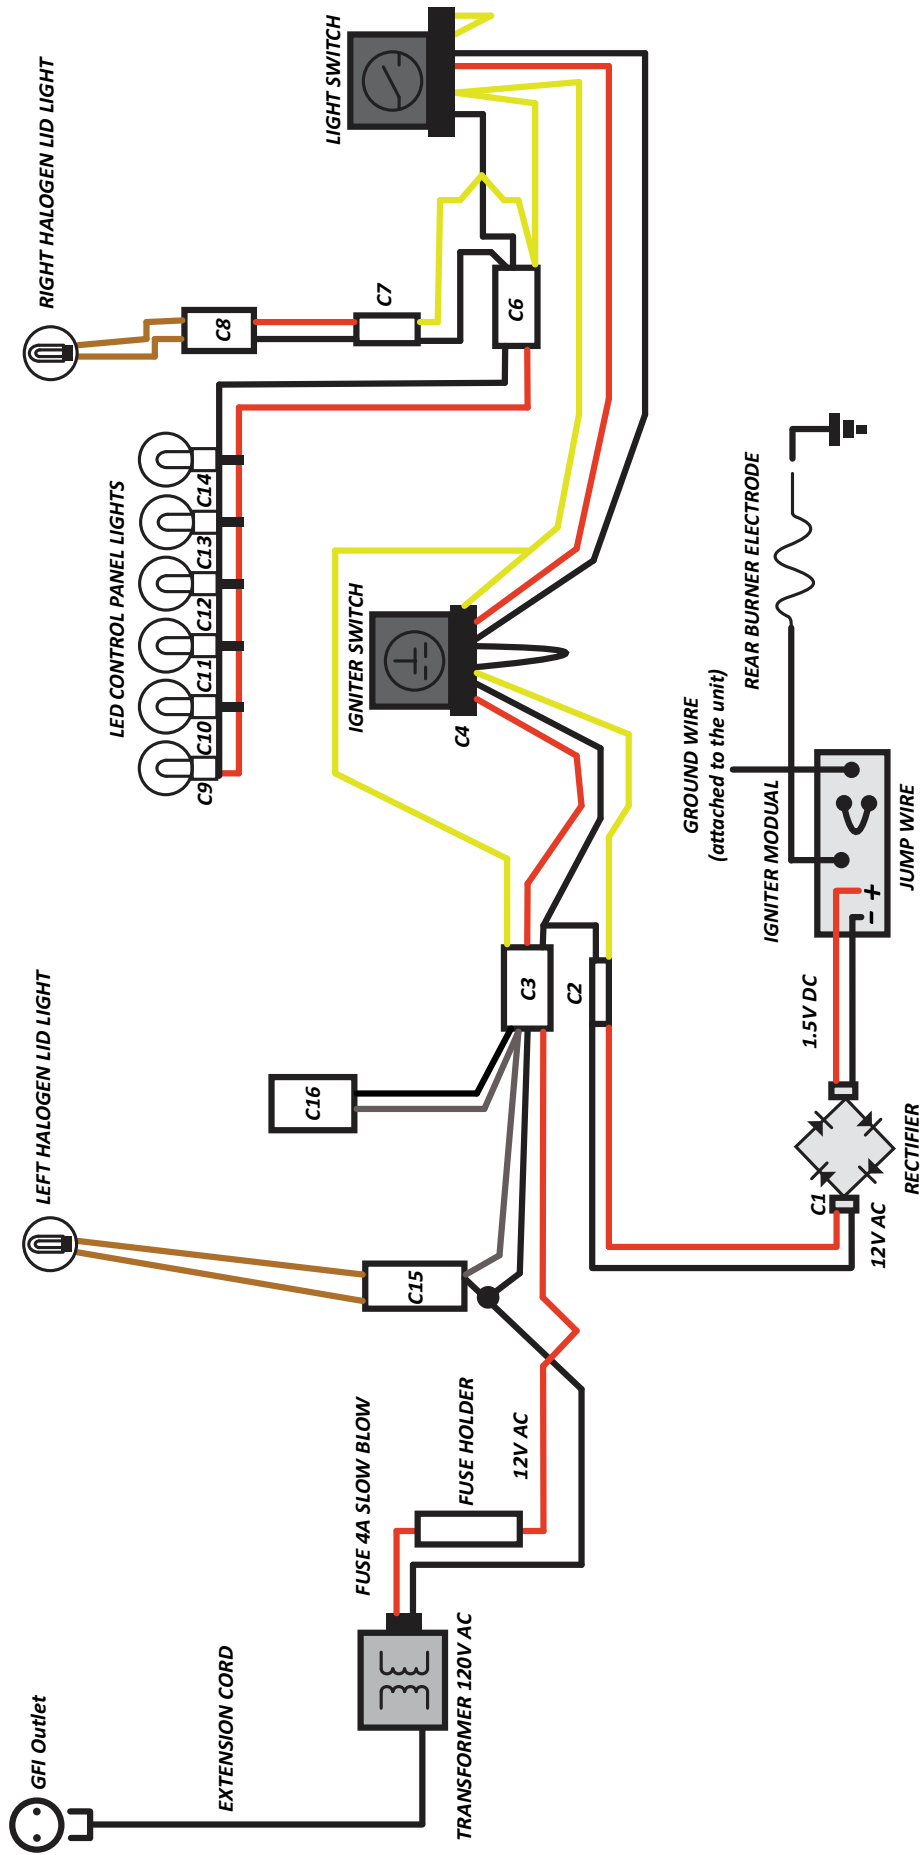 GFI Outlet
EXTENSION CORD
TRANSFORMER 120V AC
FUSE 4A SLOW BLOW
FUSE HOLDER
12V AC
LEFT HALOGEN LID LIGHT
C15
C16
C3
C2
C1
12V AC
RECTIFIER
1.5V DC
IGNITER MODUAL
- +
JUMP WIRE
GROUND WIRE
(attached to the unit)
REAR BURNER ELECTRODE
IGNITER SWITCH
C4
LED CONTROL PANEL LIGHTS
C9
C10
C11
C12
C13
C14
RIGHT HALOGEN LID LIGHT
C8
C7
C6
LIGHT SWITCH